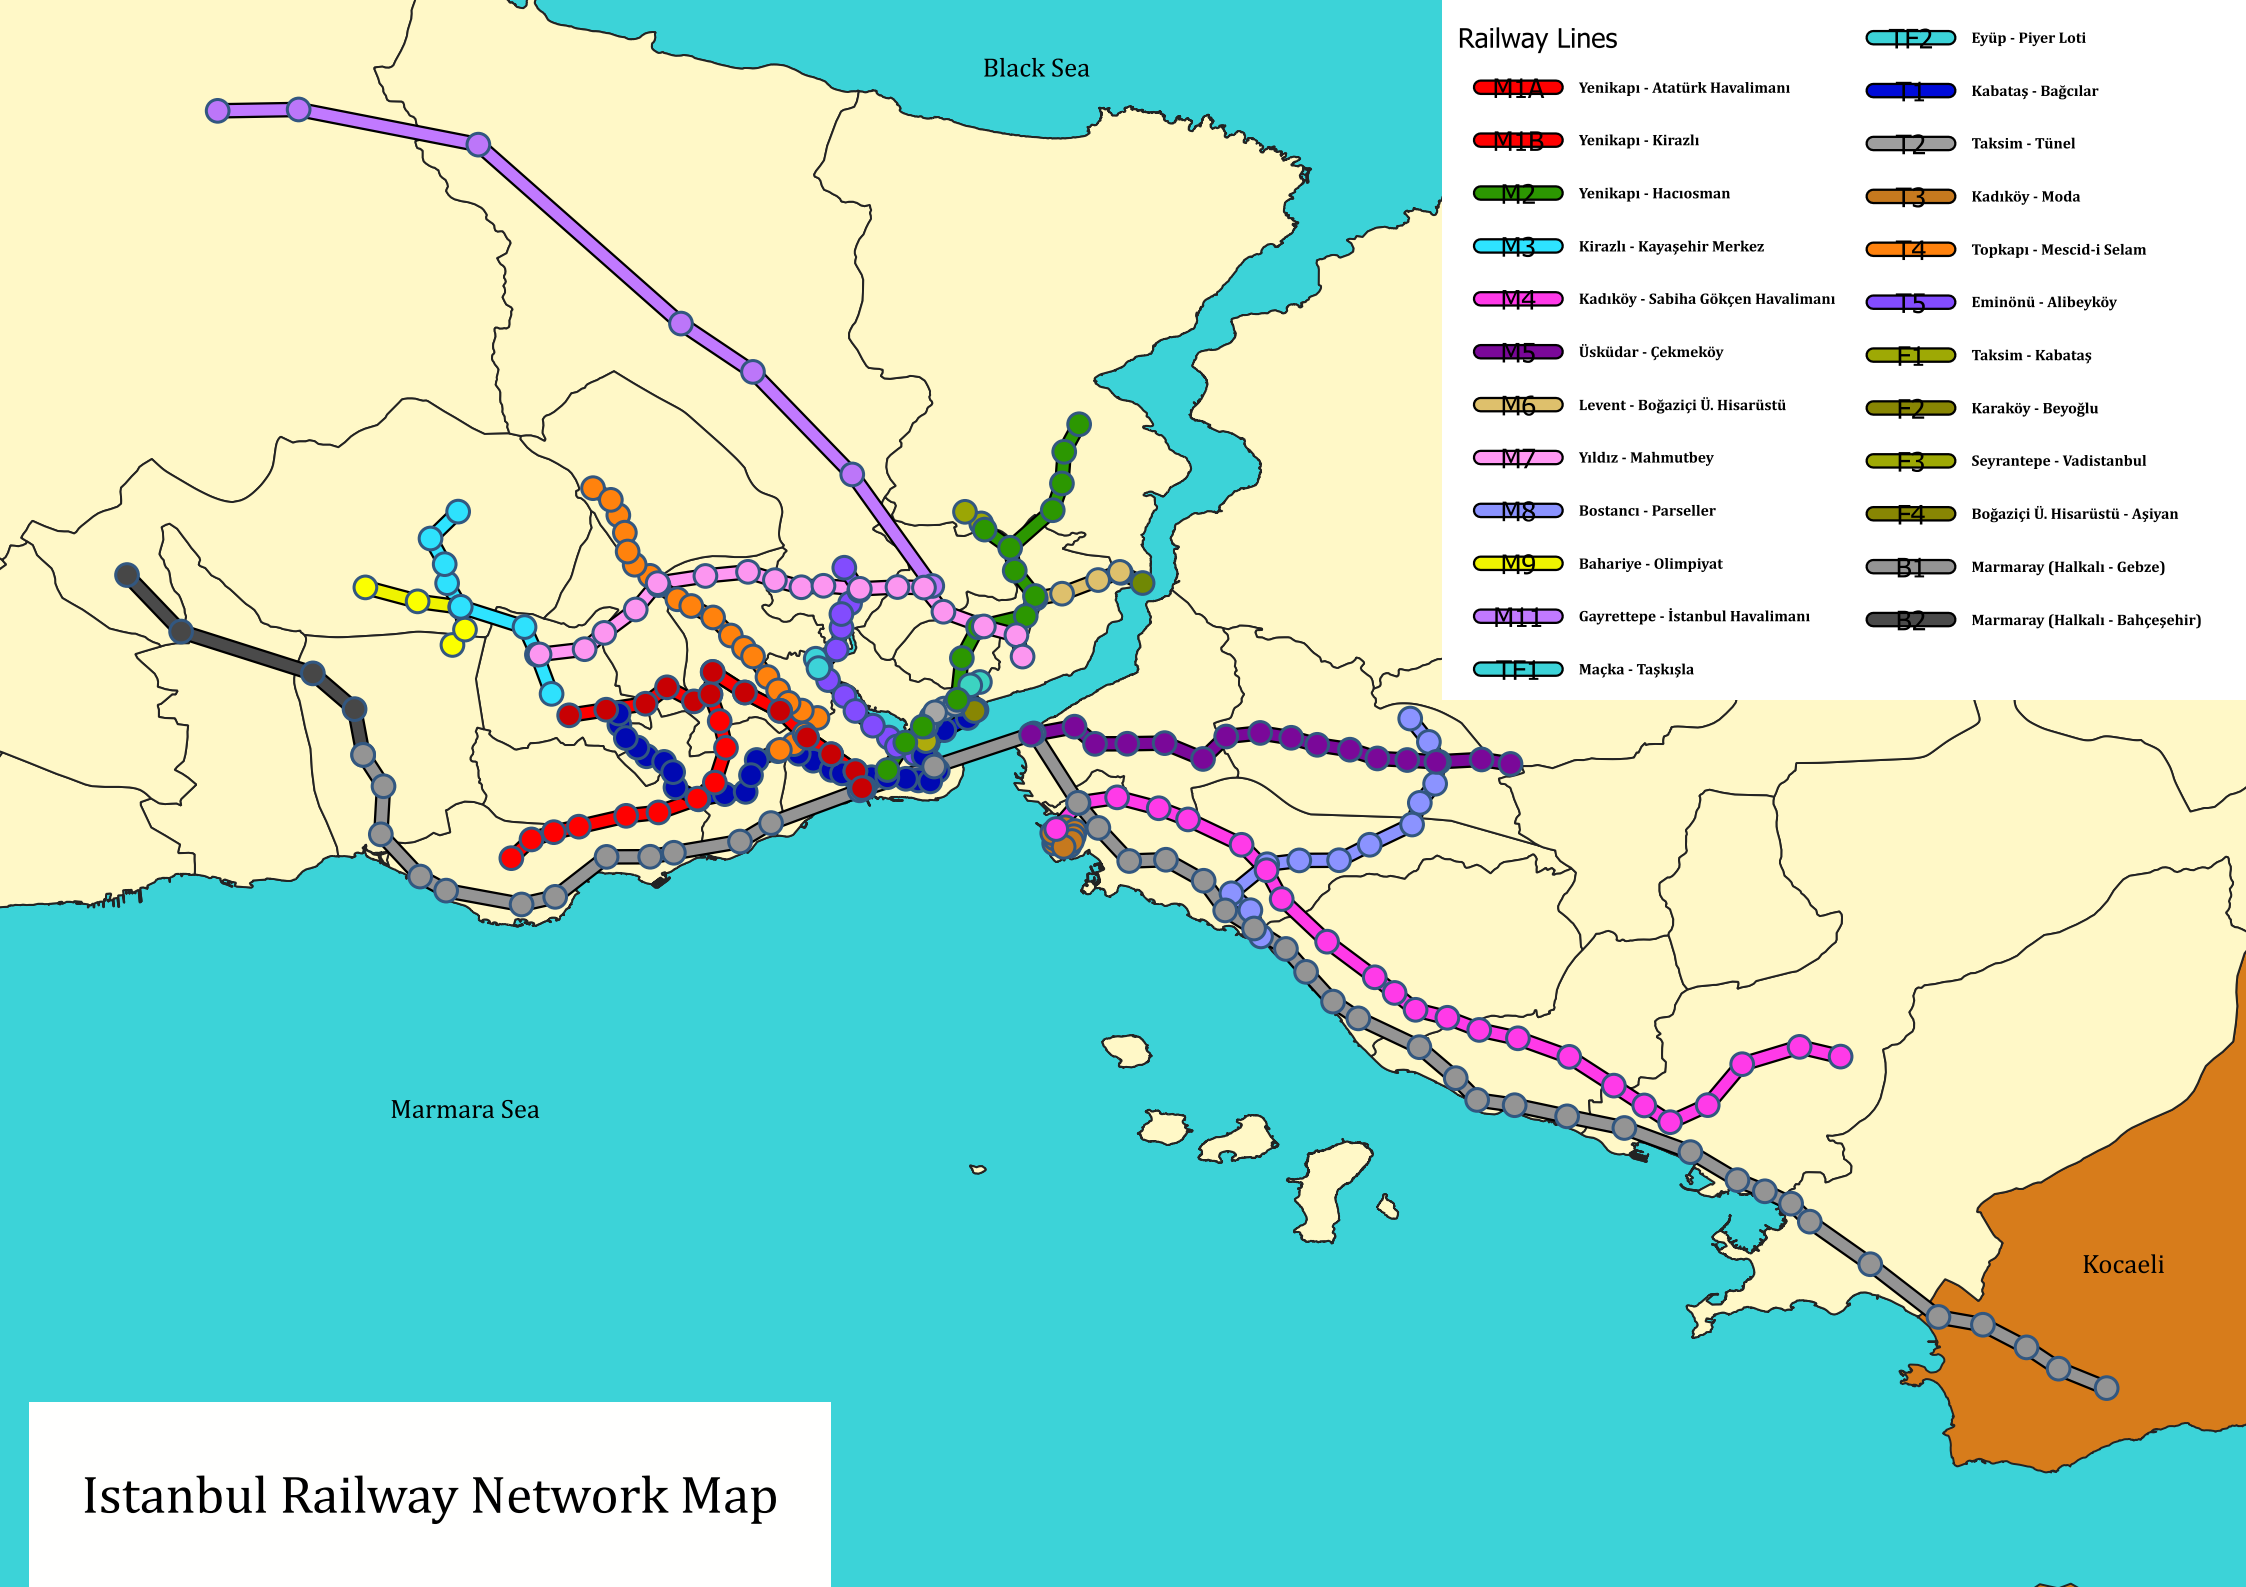 Black Sea
Marmara Sea
Kocaeli
Istanbul Railway Network Map
Railway Lines
M1A Yenikapı - Atatürk Havalimanı
M1B Yenikapı - Kirazlı
M2 Yenikapı - Hacıosman
M3 Kirazlı - Kayaşehir Merkez
M4 Kadıköy - Sabiha Gökçen Havalimanı
M5 Üsküdar - Çekmeköy
M6 Levent - Boğaziçi Ü. Hisarüstü
M7 Yıldız - Mahmutbey
M8 Bostancı - Parseller
M9 Bahariye - Olimpiyat
M11 Gayrettepe - İstanbul Havalimanı
TF1 Maçka - Taşkışla
TF2 Eyüp - Piyer Loti
T1 Kabataş - Bağcılar
T2 Taksim - Tünel
T3 Kadıköy - Moda
T4 Topkapı - Mescid-i Selam
T5 Eminönü - Alibeyköy
F1 Taksim - Kabataş
F2 Karaköy - Beyoğlu
F3 Seyrantepe - Vadistanbul
F4 Boğaziçi Ü. Hisarüstü - Aşiyan
B1 Marmaray (Halkalı - Gebze)
B2 Marmaray (Halkalı - Bahçeşehir)